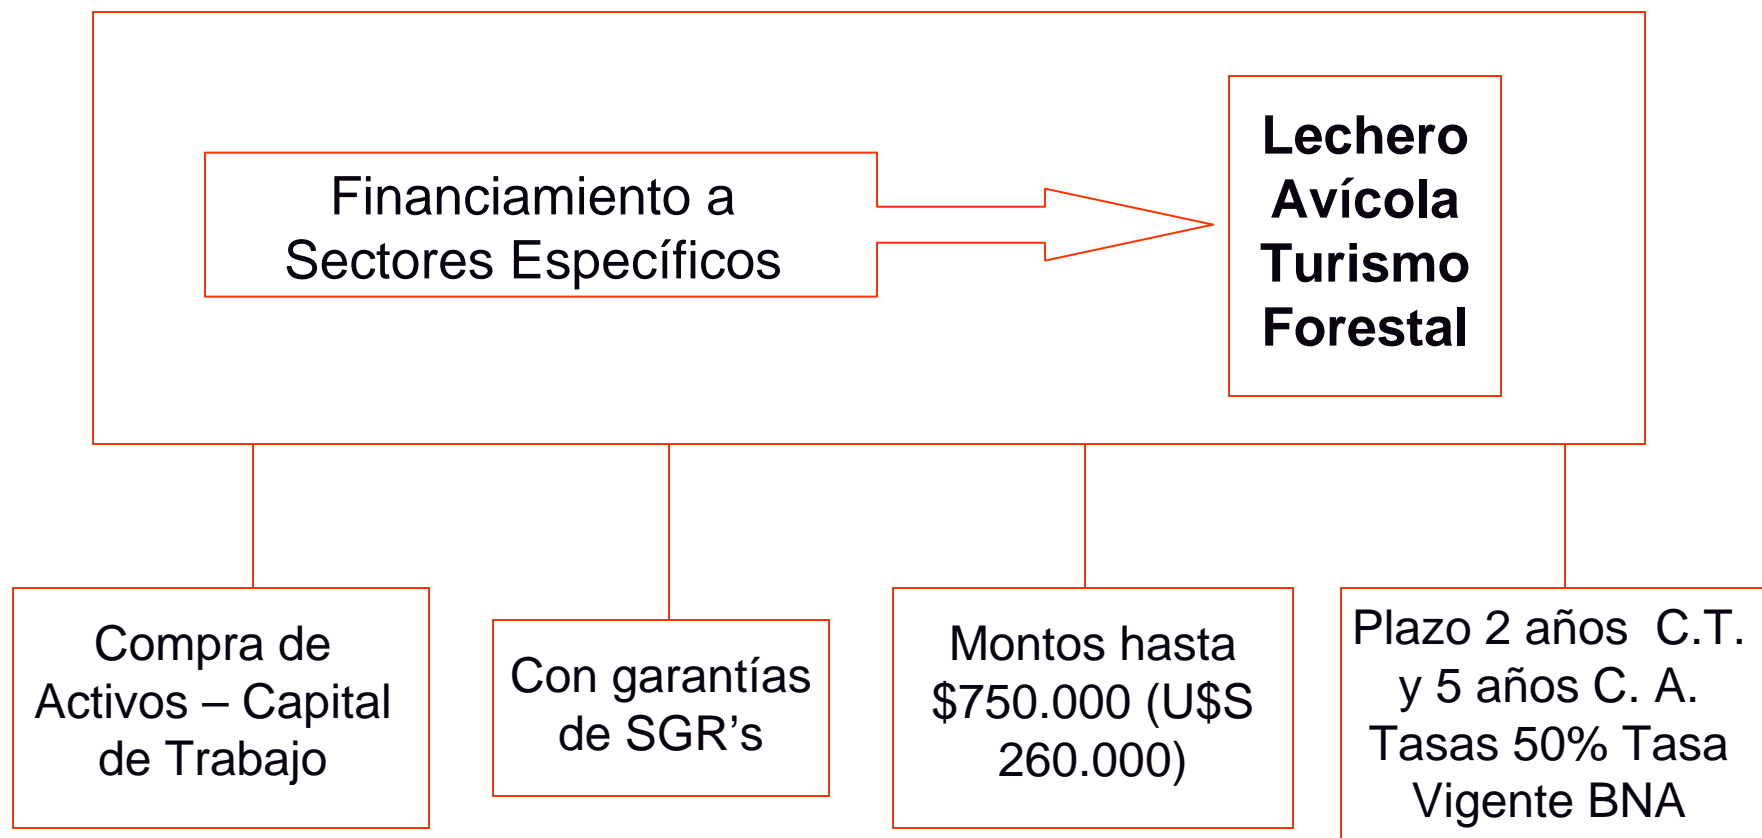 Financiamiento a
Sectores Específicos
Lechero
Avícola
Turismo
Forestal
Compra de
Activos – Capital
de Trabajo
Con garantías
de SGR’s
Montos hasta
$750.000 (U$S
260.000)
Plazo 2 años  C.T.
y 5 años C. A.
Tasas 50% Tasa
Vigente BNA